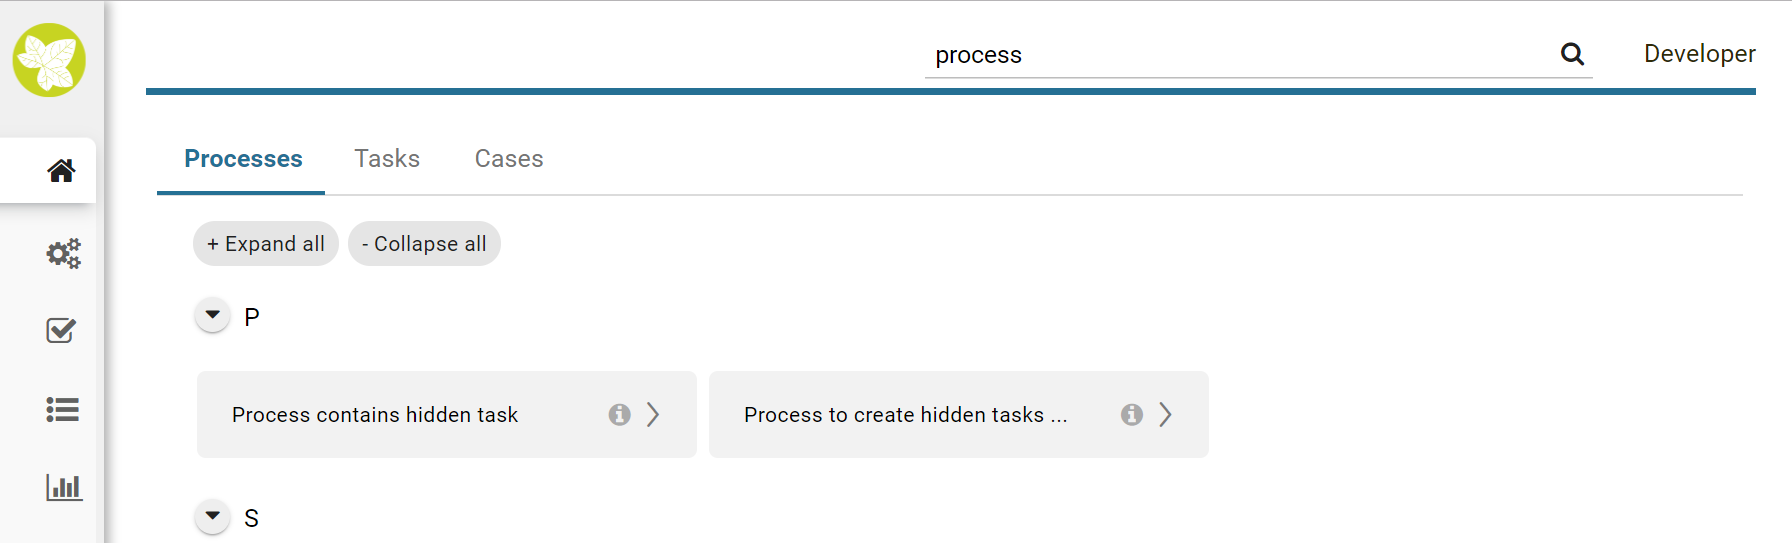 process
Developer
Processes Tasks Cases
+ Expand all - Collapse all
P
Process contains hidden task Process to create hidden tasks ...
S